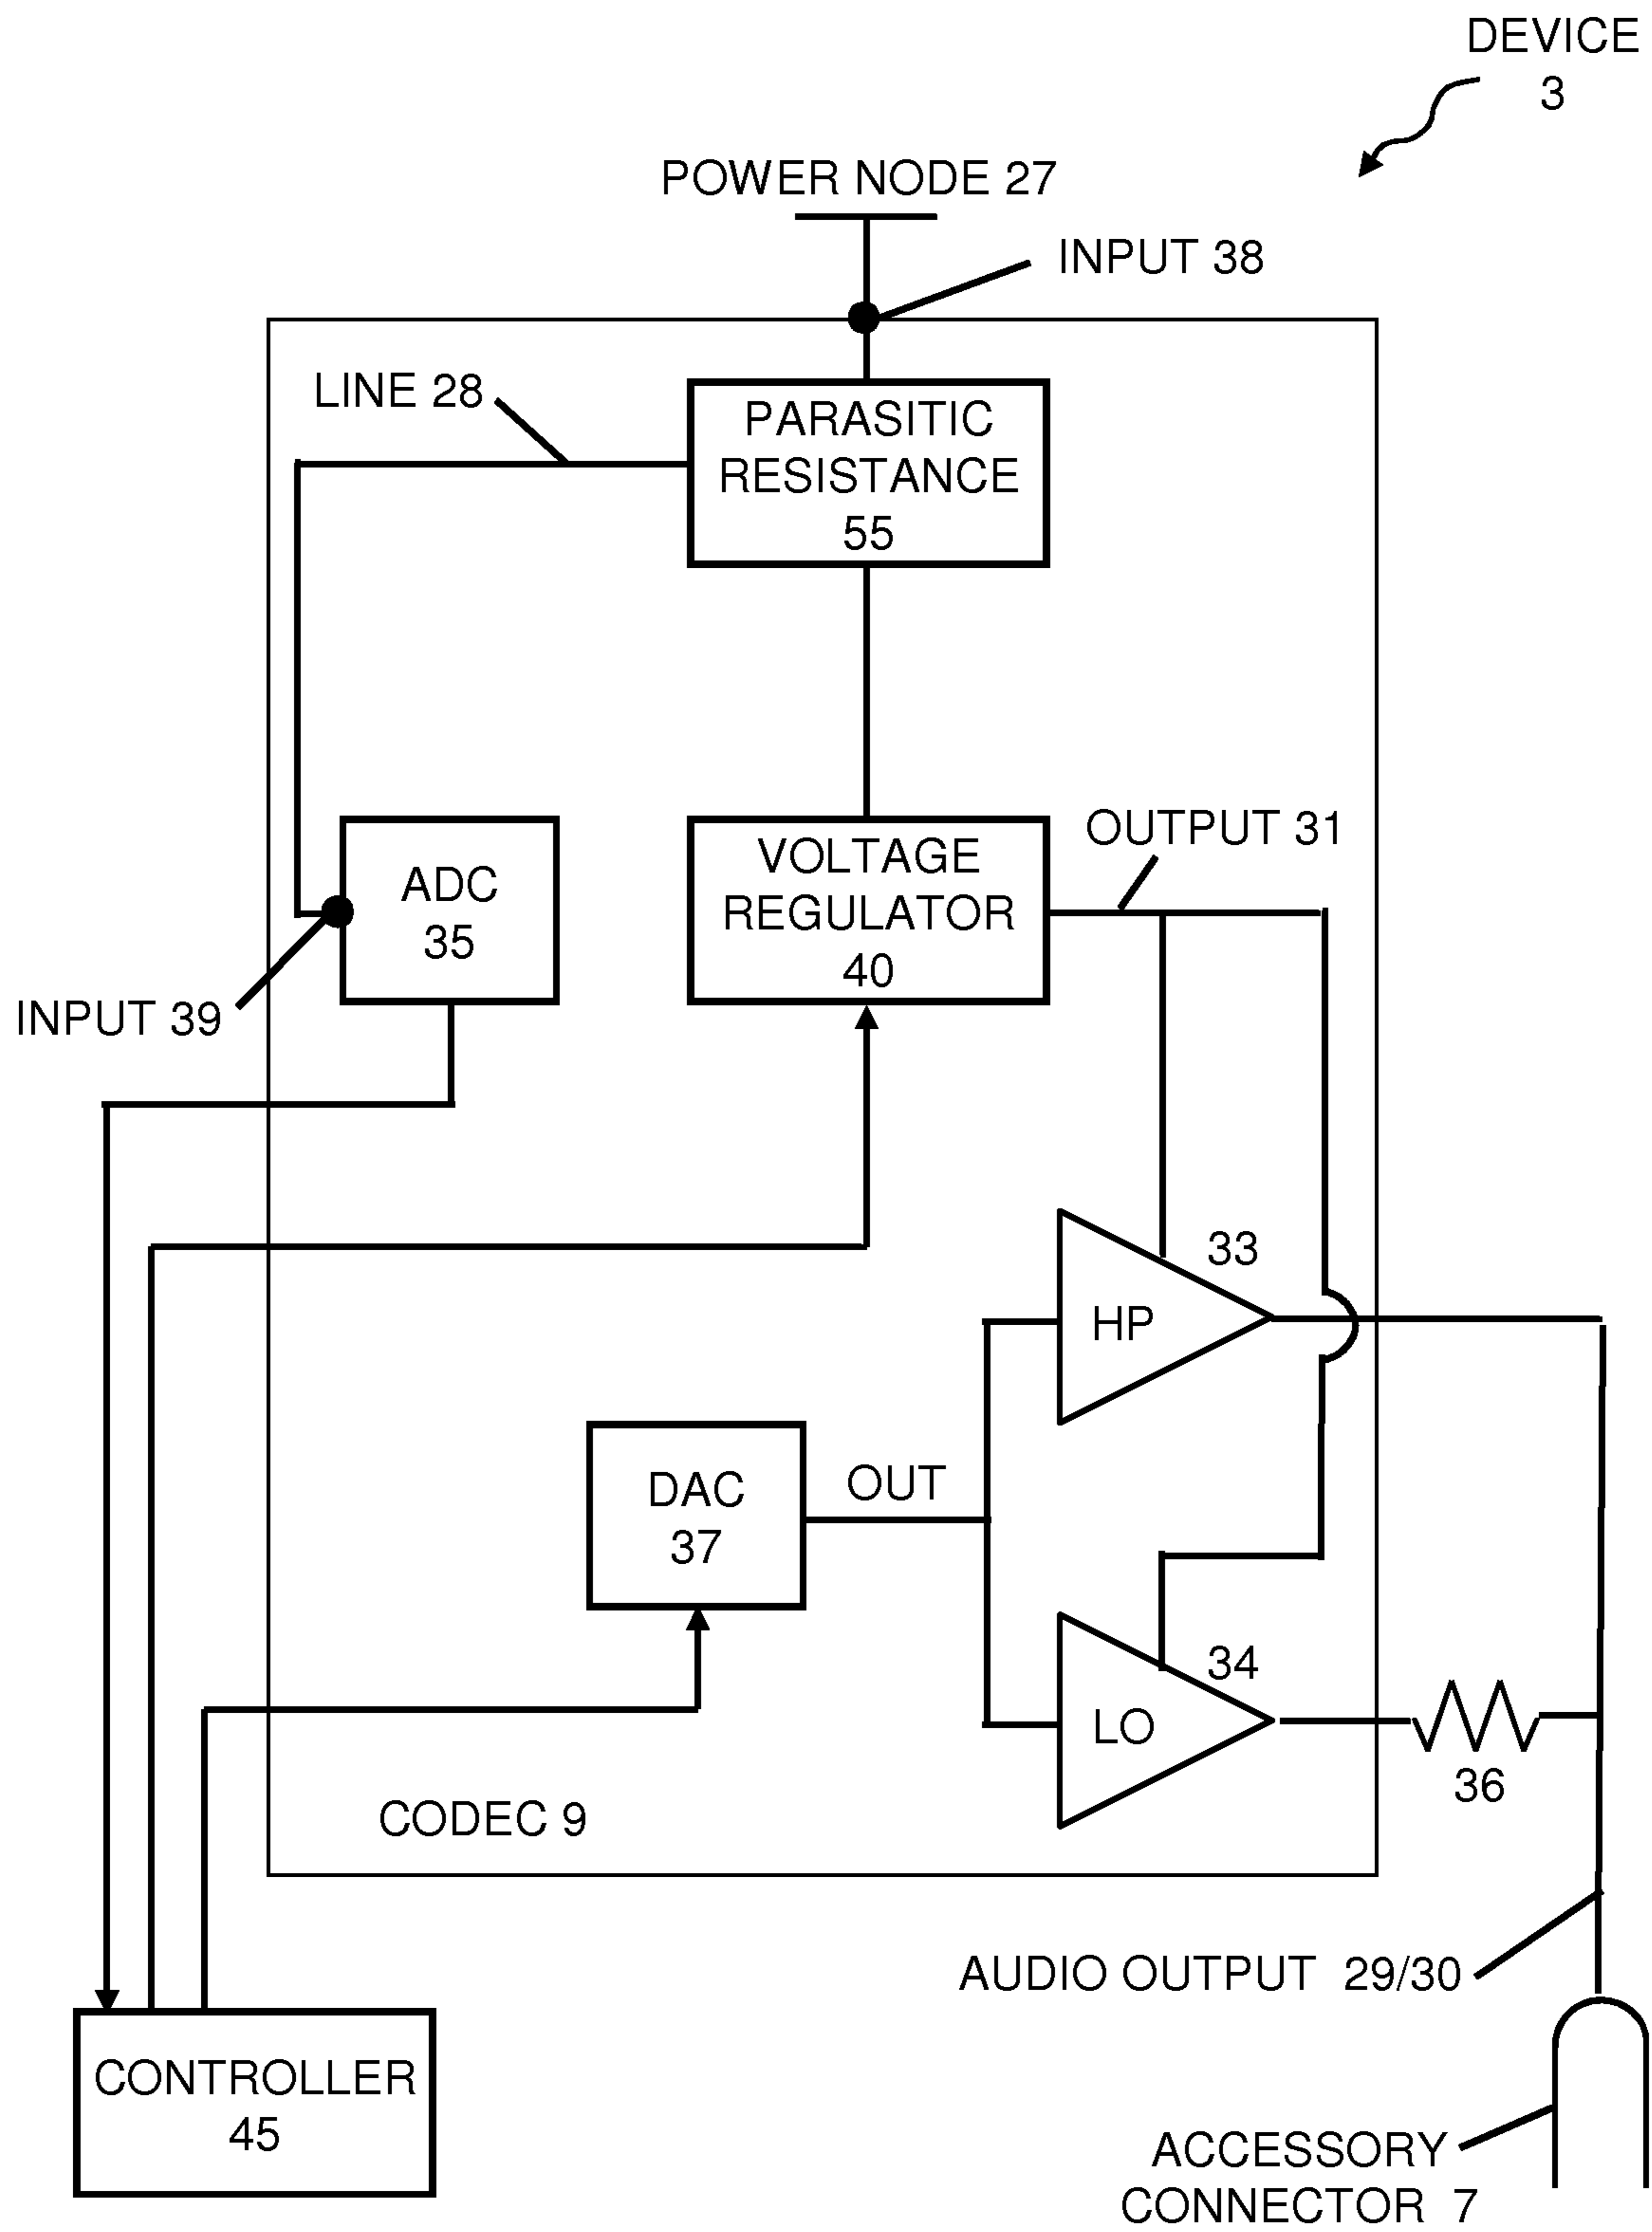 DEVICE
3
POWER NODE 27
INPUT 38
LINE 28
PARASITIC
RESISTANCE
55
OUTPUT 31
VOLTAGE
REGULATOR
40
ADC
35
INPUT 39
33
HP
DAC
37
OUT
34
LO
36
CODEC 9
AUDIO OUTPUT 29/30
CONTROLLER
45
ACCESSORY
CONNECTOR 7